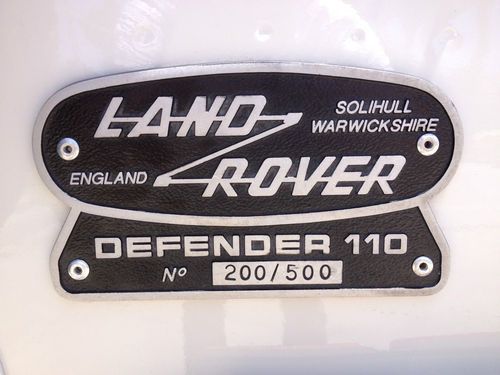 LAND
SOLIHULL
WARWICKSHIRE
ENGLAND
ROVER
DEFENDER 110
Nº 200/500